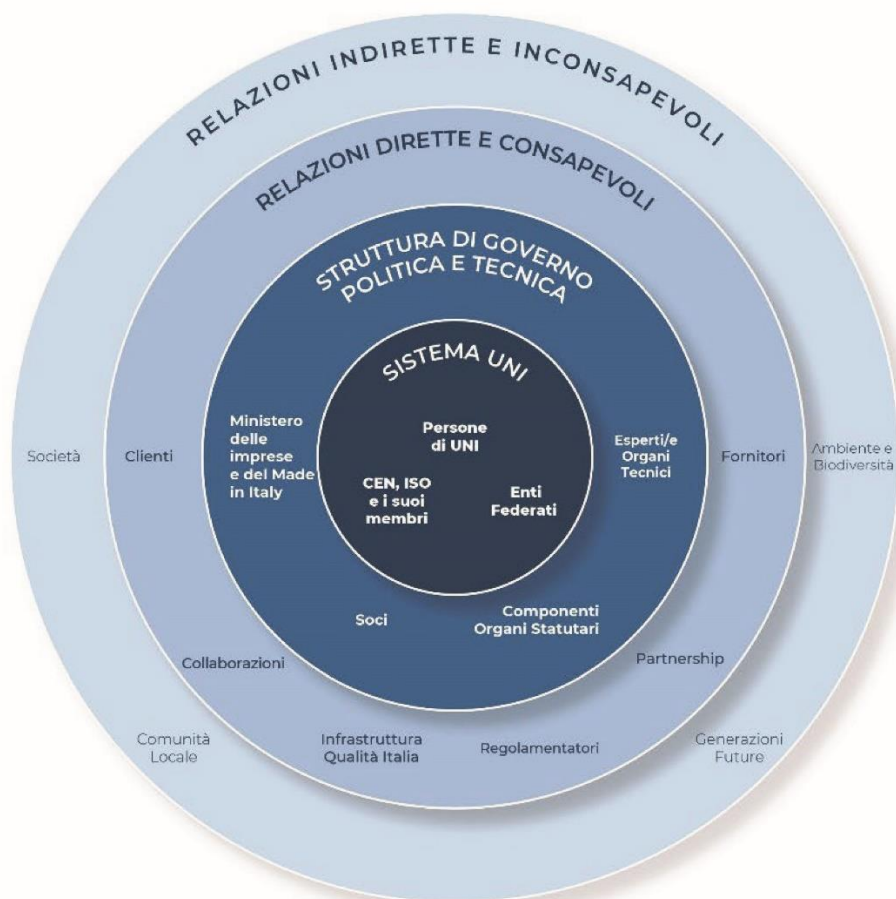 RELAZIONI INDIRETTE E INCONSAPEVOLI
RELAZIONI DIRETTE E CONSAPEVOLI
STRUTTURA DI GOVERNO
POLITICA E TECNICA
SISTEMA UNI
Persone
di UNI
CEN, ISO
e i suoi
membri
Enti
Federati
Ministero
delle
imprese
e del Made
in Italy
Esperti/e
Organi
Tecnici
Soci
Componenti
Organi Statutari
Clienti
Fornitori
Collaborazioni
Partnership
Infrastruttura
Qualità Italia
Regolamentatori
Società
Ambiente e
Biodiversità
Comunità
Locale
Generazioni
Future